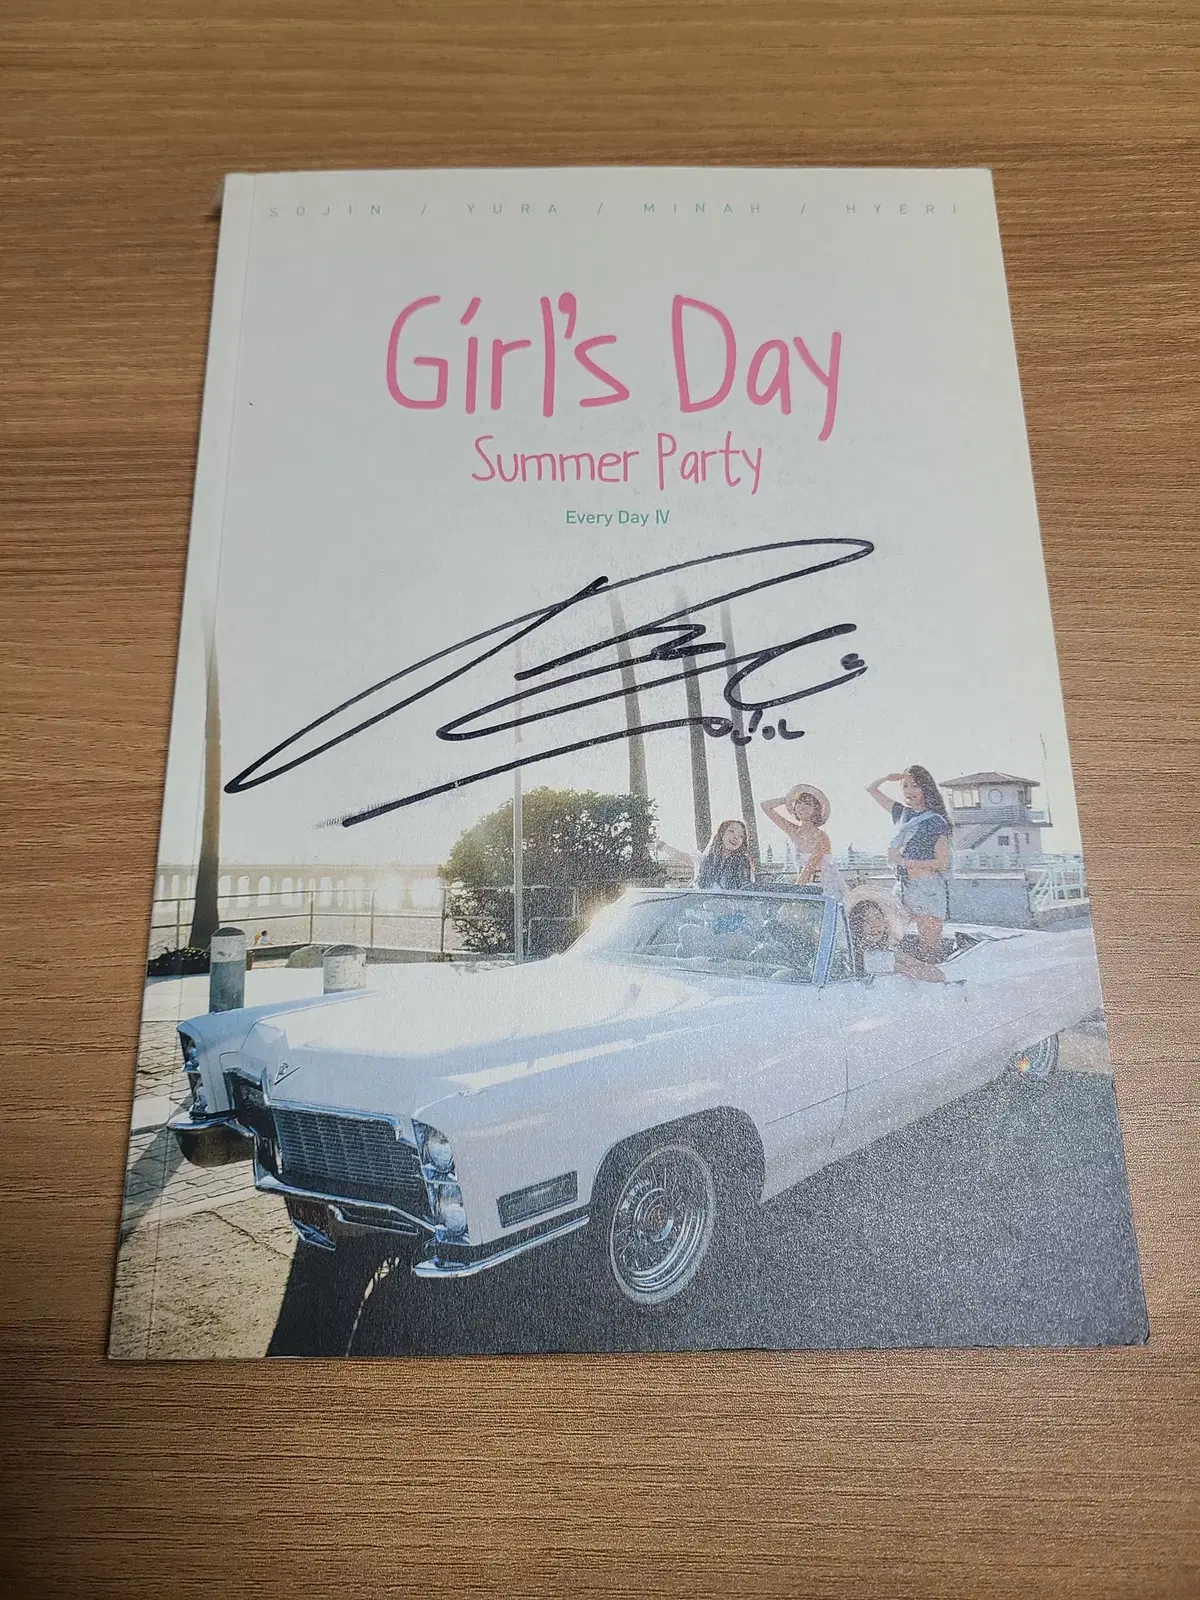 SOJIN / YURA / MINAH / HYERI
Girl's Day
Summer Party
Every Day Ⅳ